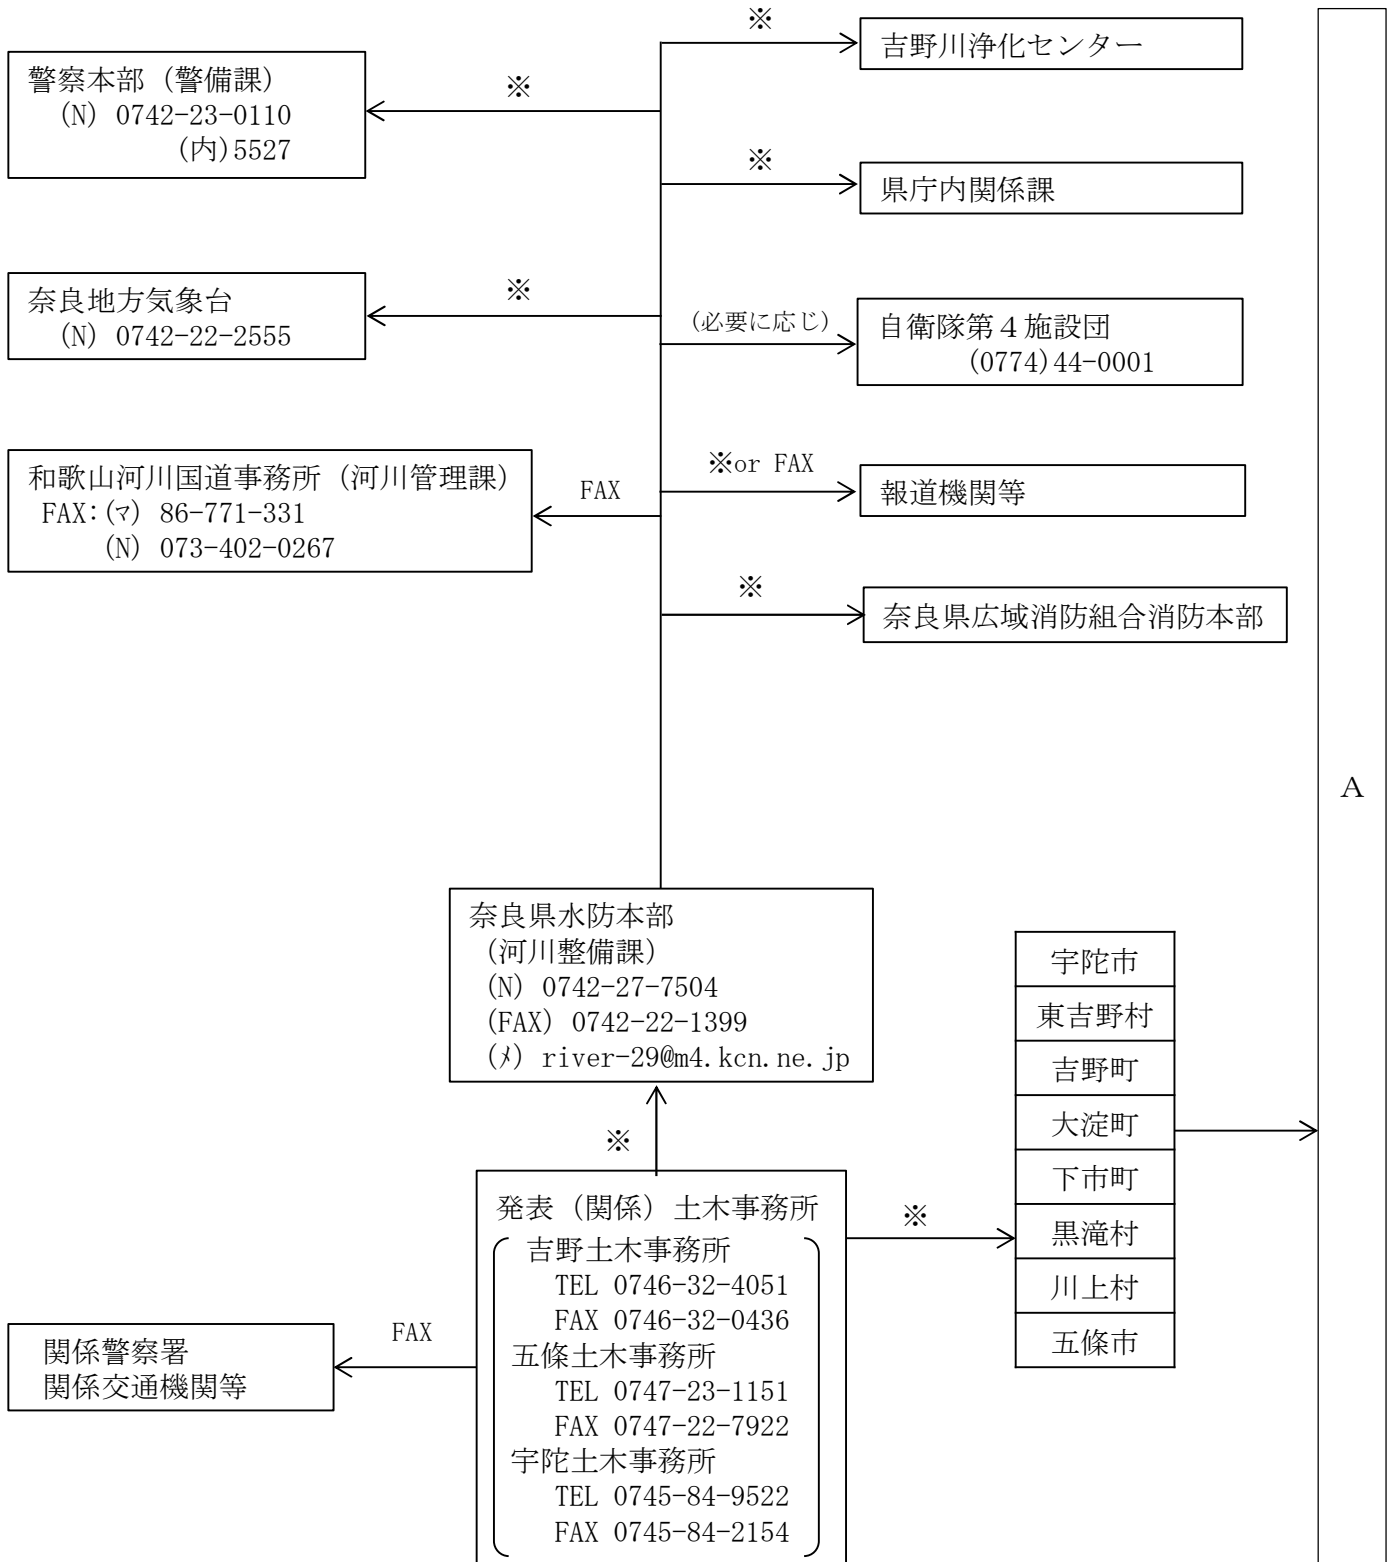 ※
吉野川浄化センター
警察本部（警備課）
(N) 0742-23-0110
(内)5527
※
※
県庁内関係課
奈良地方気象台
(N) 0742-22-2555
※
(必要に応じ)
自衛隊第４施設団
(0774)44-0001
和歌山河川国道事務所（河川管理課）
FAX:(ﾏ) 86-771-331
(N) 073-402-0267
FAX
※or FAX
報道機関等
※
奈良県広域消防組合消防本部
A
奈良県水防本部
(河川整備課)
(N) 0742-27-7504
(FAX) 0742-22-1399
(ﾒ) river-29@m4.kcn.ne.jp
※
発表（関係）土木事務所
吉野土木事務所
TEL 0746-32-4051
FAX 0746-32-0436
五條土木事務所
TEL 0747-23-1151
FAX 0747-22-7922
宇陀土木事務所
TEL 0745-84-9522
FAX 0745-84-2154
※
宇陀市
東吉野村
吉野町
大淀町
下市町
黒滝村
川上村
五條市
FAX
関係警察署
関係交通機関等